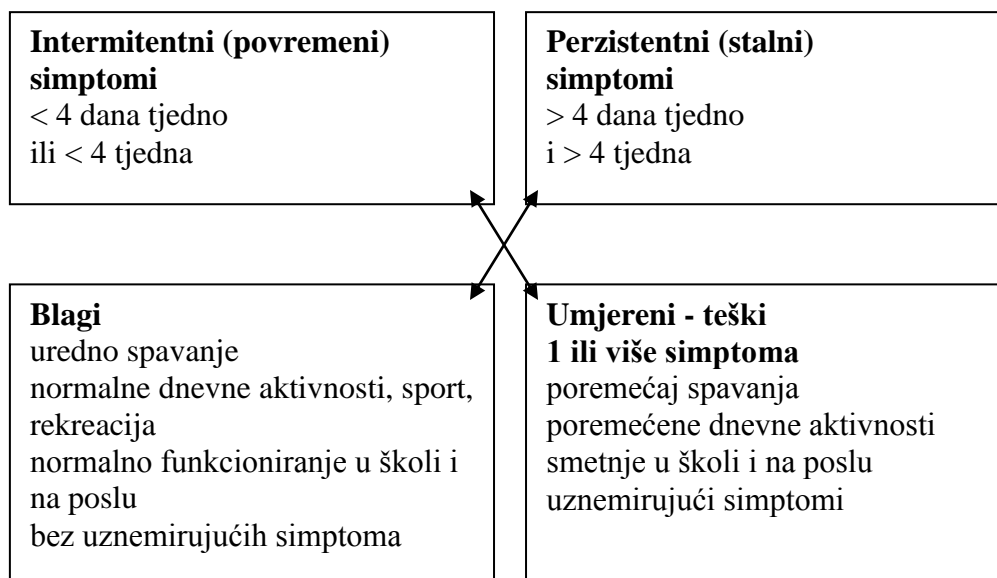 Intermitentni (povremeni)
simptomi
< 4 dana tjedno
ili < 4 tjedna
Perzistentni (stalni)
simptomi
> 4 dana tjedno
i > 4 tjedna
Blagi
uredno spavanje
normalne dnevne aktivnosti, sport,
rekreacija
normalno funkcioniranje u školi i
na poslu
bez uznemirujućih simptoma
Umjereni - teški
1 ili više simptoma
poremećaj spavanja
poremećene dnevne aktivnosti
smetnje u školi i na poslu
uznemirujući simptomi